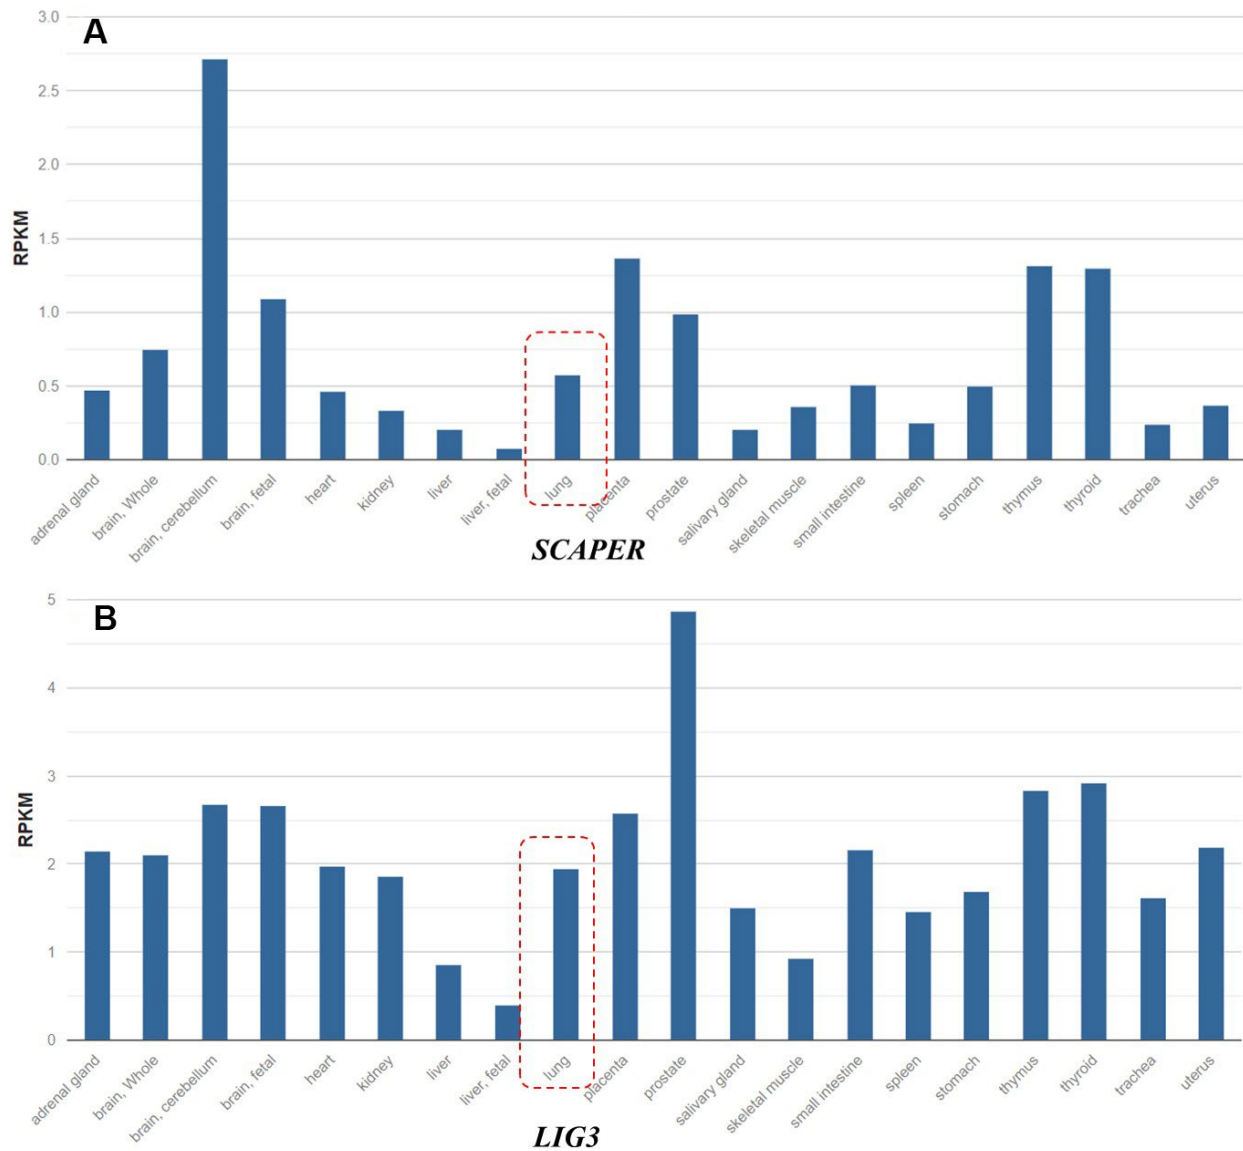 A
3.0
2.5
2.0
1.5
1.0
0.5
0.0
RPKM
adrenal gland
brain, Whole
brain, cerebellum
brain, fetal
heart
kidney
liver
liver, fetal
lung
placenta
prostate
salivary gland
skeletal muscle
small intestine
spleen
stomach
thymus
thyroid
trachea
uterus
SCAPER
B
5
4
3
2
1
0
RPKM
adrenal gland
brain, Whole
brain, cerebellum
brain, fetal
heart
kidney
liver
liver, fetal
lung
placenta
prostate
salivary gland
skeletal muscle
small intestine
spleen
stomach
thymus
thyroid
trachea
uterus
LIG3